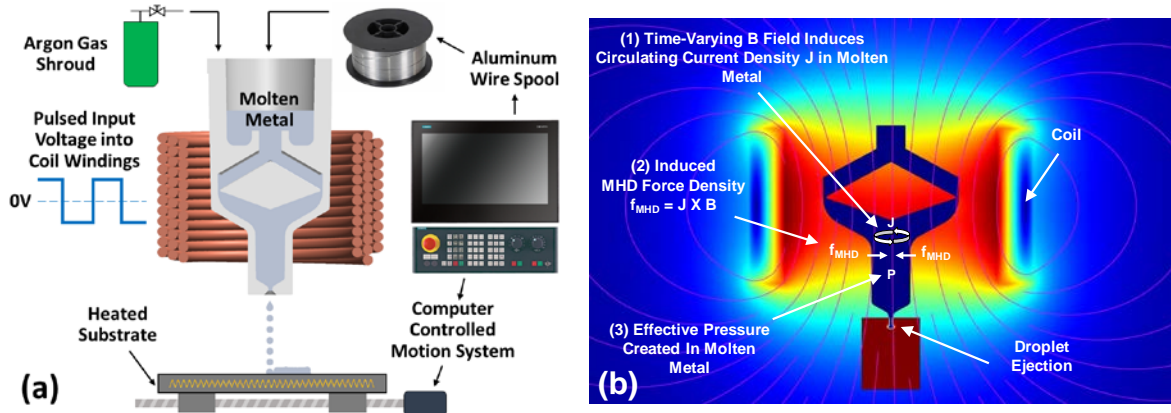 Argon Gas
Shroud
Aluminum
Wire Spool
Molten
Metal
Pulsed Input
Voltage into
Coil Windings
0V
Computer
Controlled
Motion System
Heated
Substrate
(a)
(1) Time-Varying B Field Induces
Circulating Current Density J in Molten
Metal
Coil
(2) Induced
MHD Force Density
fMHD = J X B
J
fMHD
fMHD
P
(3) Effective Pressure
Created In Molten
Metal
Droplet
Ejection
(b)